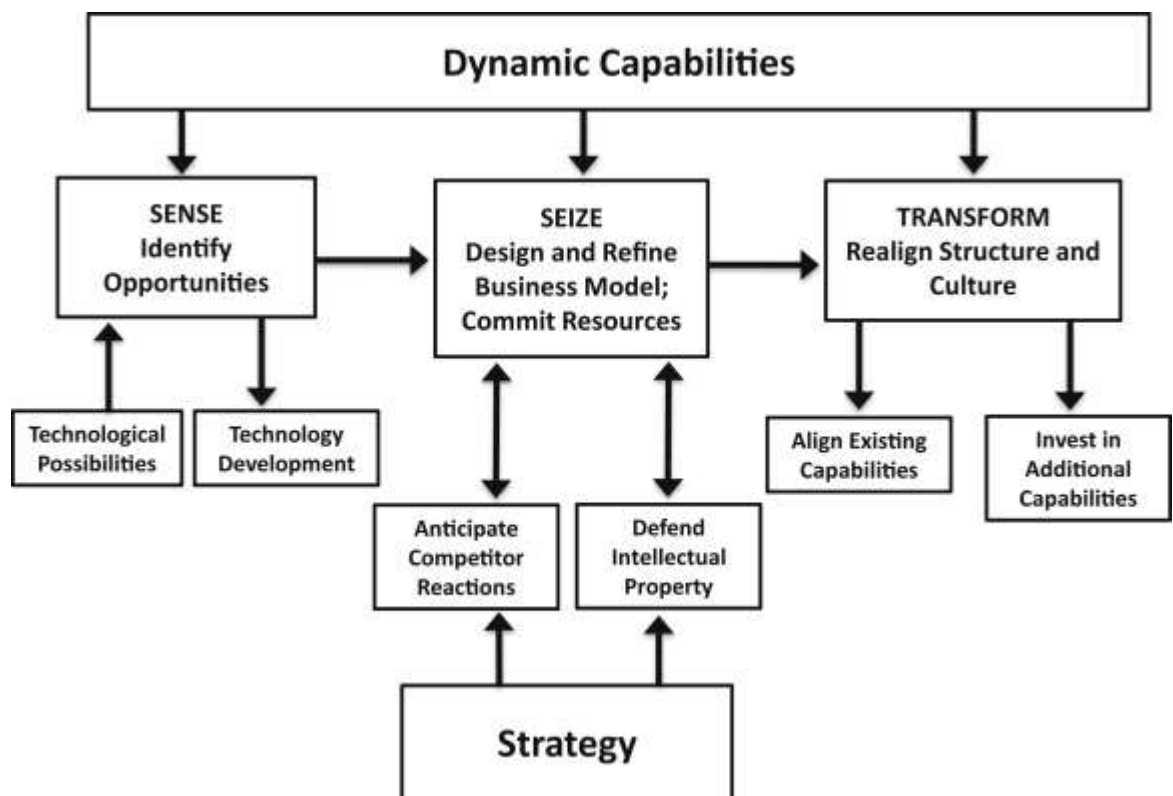 Dynamic Capabilities
SENSE
Identify
Opportunities
SEIZE
Design and Refine
Business Model;
Commit Resources
TRANSFORM
Realign Structure and
Culture
Technological
Possibilities
Technology
Development
Align Existing
Capabilities
Invest in
Additional
Capabilities
Anticipate
Competitor
Reactions
Defend
Intellectual
Property
Strategy